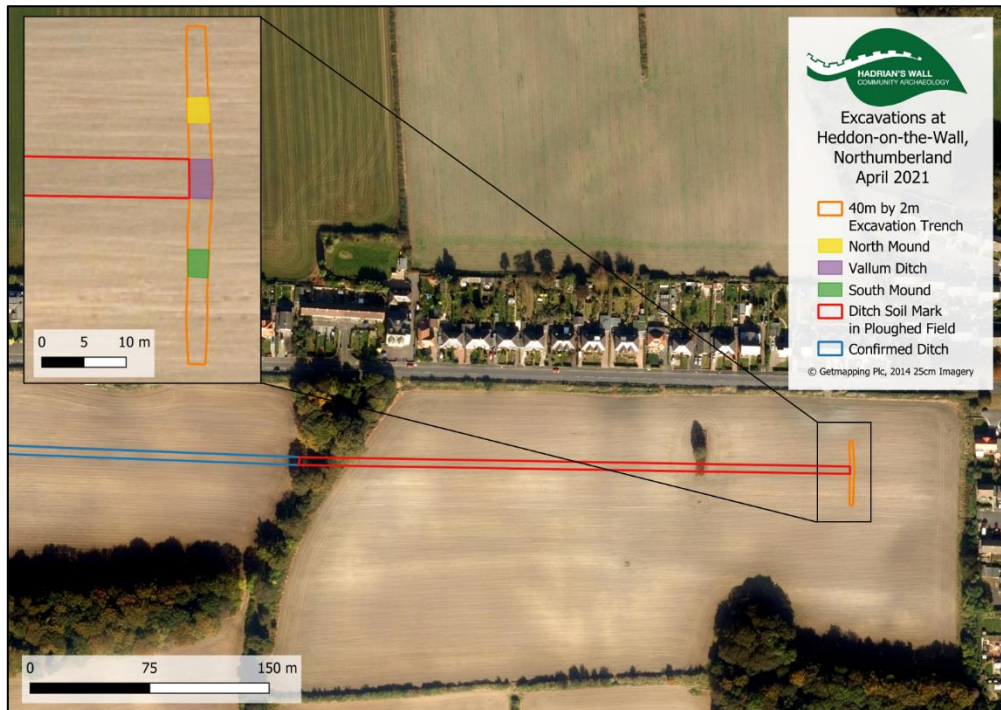 HADRIAN'S WALL
COMMUNITY ARCHAEOLOGY
Excavations at
Heddon-on-the-Wall,
Northumberland
April 2021
40m by 2m
Excavation Trench
North Mound
Vallum Ditch
South Mound
Ditch Soil Mark
in Ploughed Field
Confirmed Ditch
© Getmapping Plc, 2014 25cm Imagery
0 5 10 m
0 75 150 m